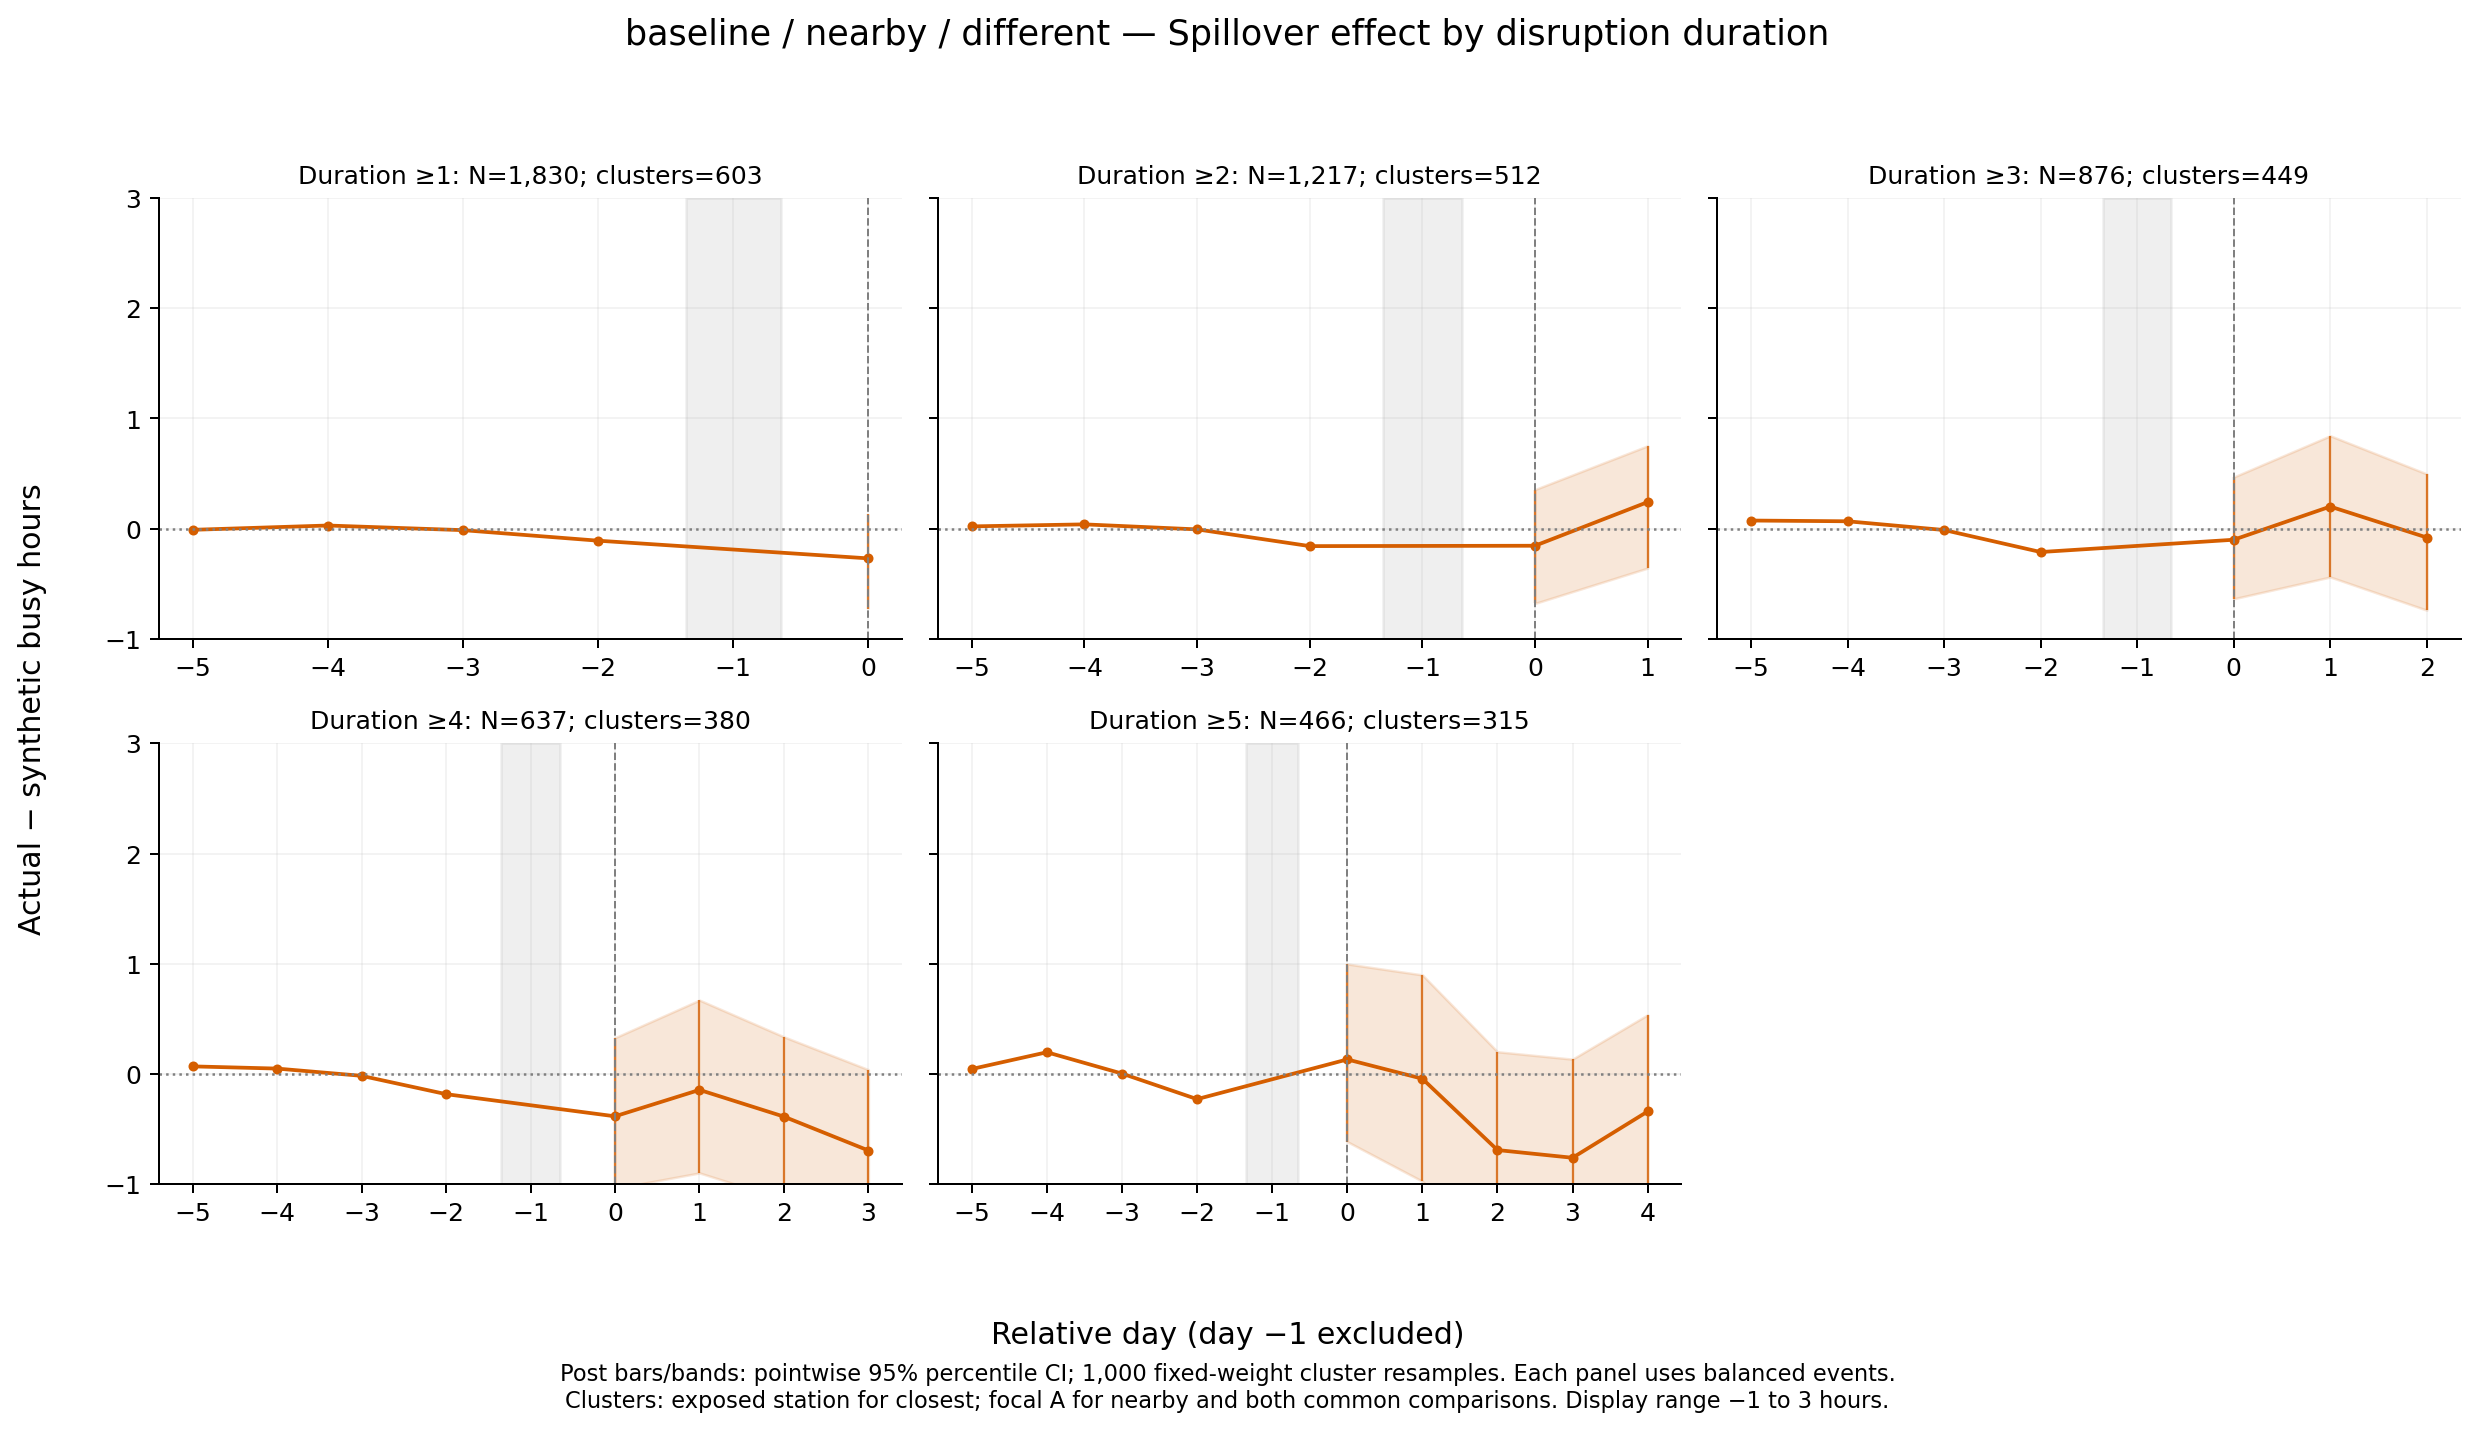 baseline / nearby / different — Spillover effect by disruption duration
Duration ≥1: N=1,830; clusters=603
Duration ≥2: N=1,217; clusters=512
Duration ≥3: N=876; clusters=449
3
2
1
0
−1
−5 −4 −3 −2 −1 0
−5 −4 −3 −2 −1 0 1
−5 −4 −3 −2 −1 0 1 2
Actual − synthetic busy hours
Duration ≥4: N=637; clusters=380
Duration ≥5: N=466; clusters=315
3
2
1
0
−1
−5 −4 −3 −2 −1 0 1 2 3
−5 −4 −3 −2 −1 0 1 2 3 4
Relative day (day −1 excluded)
Post bars/bands: pointwise 95% percentile CI; 1,000 fixed-weight cluster resamples. Each panel uses balanced events.
Clusters: exposed station for closest; focal A for nearby and both common comparisons. Display range −1 to 3 hours.